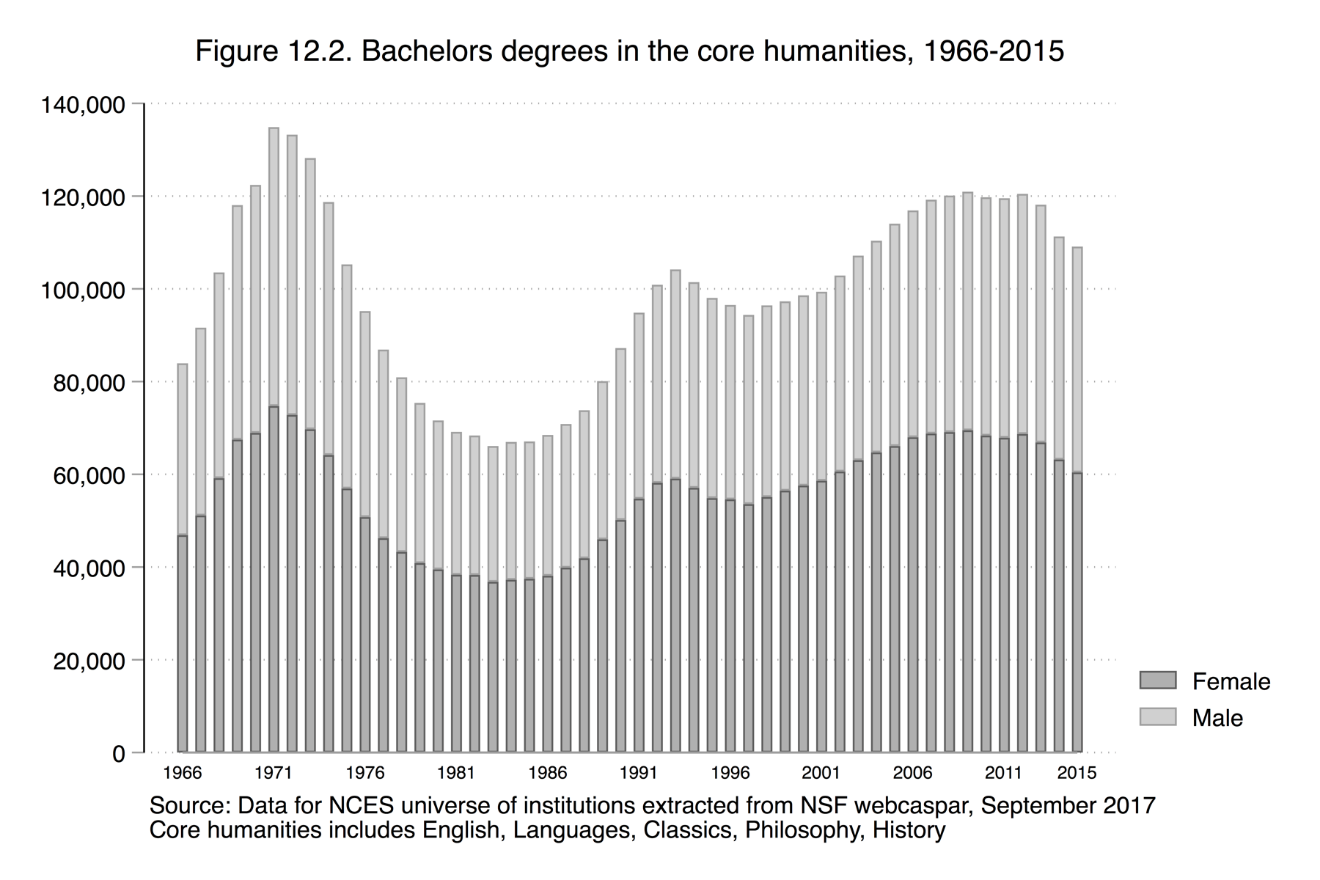 Figure 12.2. Bachelors degrees in the core humanities, 1966-2015
140,000
120,000
100,000
80,000
60,000
40,000
20,000
0
Female
Male
1966 1971 1976 1981 1986 1991 1996 2001 2006 2011 2015
Source: Data for NCES universe of institutions extracted from NSF webcaspar, September 2017
Core humanities includes English, Languages, Classics, Philosophy, History